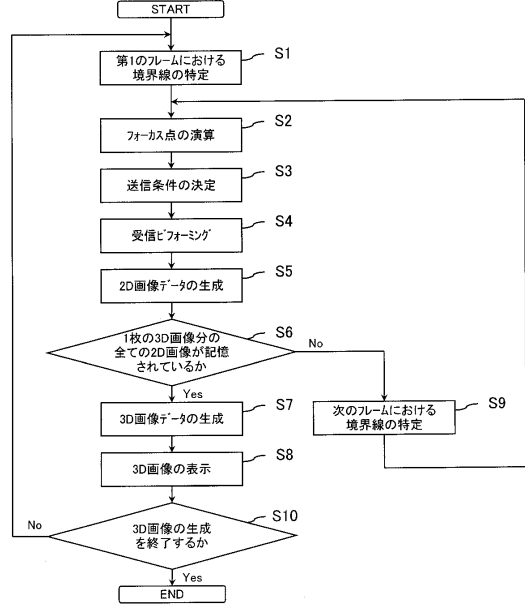 START
第1のフレームにおける
境界線の特定
S1
フォーカス点の演算
S2
送信条件の決定
S3
受信ビフォーミング
S4
2D画像データの生成
S5
1枚の3D画像分の
全ての2D画像が記憶
されているか
S6
No
Yes
3D画像データの生成
S7
次のフレームにおける
境界線の特定
S9
3D画像の表示
S8
3D画像の生成
を終了するか
S10
No
Yes
END